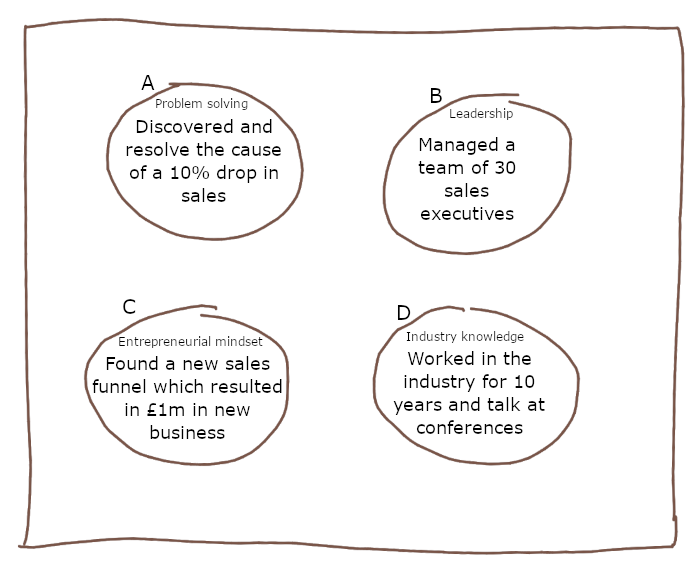 A
Problem solving
Discovered and
resolve the cause
of a 10% drop in
sales
B
Leadership
Managed a
team of 30
sales
executives
C
Entrepreneurial mindset
Found a new sales
funnel which resulted
in £1m in new
business
D
Industry knowledge
Worked in the
industry for 10
years and talk at
conferences